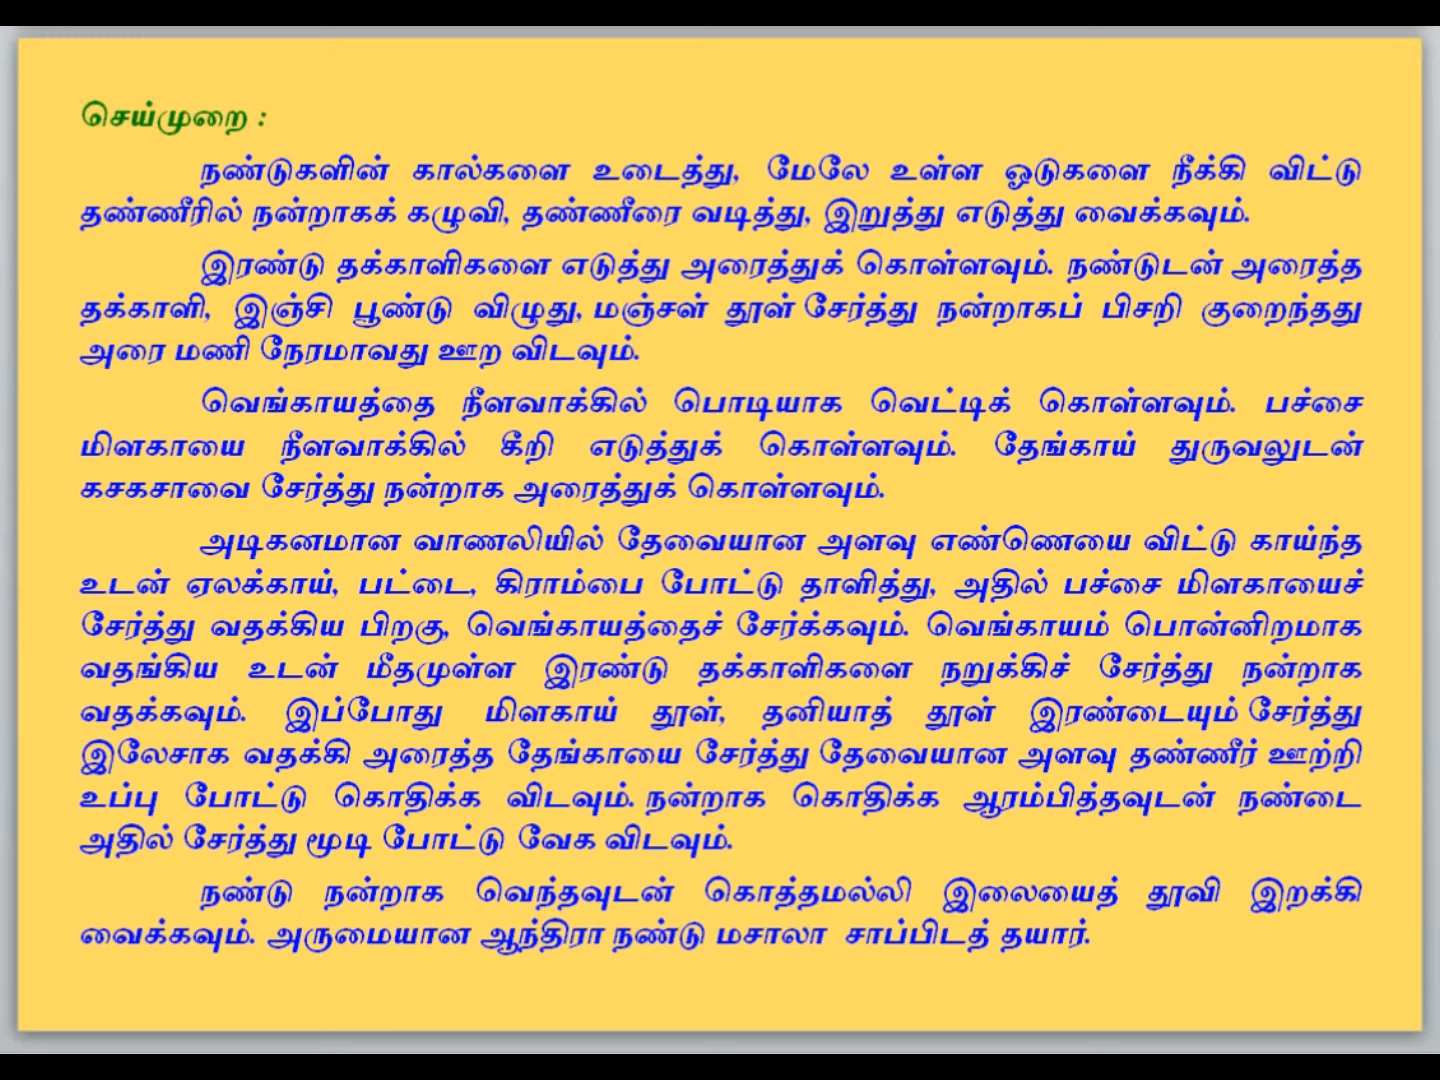 செய்முறை :
நண்டுகளின் கால்களை உடைத்து, மேலே உள்ள ஓடுகளை நீக்கி விட்டு
தண்ணீரில் நன்றாகக் கழுவி, தண்ணீரை வடித்து, இறுத்து எடுத்து வைக்கவும்.
இரண்டு தக்காளிகளை எடுத்து அரைத்துக் கொள்ளவும். நண்டுடன் அரைத்த
தக்காளி, இஞ்சி பூண்டு விழுது, மஞ்சள் தூள் சேர்த்து நன்றாகப் பிசறி குறைந்தது
அரை மணி நேரமாவது ஊற விடவும்.
வெங்காயத்தை நீளவாக்கில் பொடியாக வெட்டிக் கொள்ளவும். பச்சை
மிளகாயை நீளவாக்கில் கீறி எடுத்துக் கொள்ளவும். தேங்காய் துருவலுடன்
கசகசாவை சேர்த்து நன்றாக அரைத்துக் கொள்ளவும்.
அடிகனமான வாணலியில் தேவையான அளவு எண்ணெயை விட்டு காய்ந்த
உடன் ஏலக்காய், பட்டை, கிராம்பை போட்டு தாளித்து, அதில் பச்சை மிளகாயைச்
சேர்த்து வதக்கிய பிறகு, வெங்காயத்தைச் சேர்க்கவும். வெங்காயம் பொன்னிறமாக
வதங்கிய உடன் மீதமுள்ள இரண்டு தக்காளிகளை நறுக்கிச் சேர்த்து நன்றாக
வதக்கவும். இப்போது மிளகாய் தூள், தனியாத் தூள் இரண்டையும் சேர்த்து
இலேசாக வதக்கி அரைத்த தேங்காயை சேர்த்து தேவையான அளவு தண்ணீர் ஊற்றி
உப்பு போட்டு கொதிக்க விடவும். நன்றாக கொதிக்க ஆரம்பித்தவுடன் நண்டை
அதில் சேர்த்து மூடி போட்டு வேக விடவும்.
நண்டு நன்றாக வெந்தவுடன் கொத்தமல்லி இலையைத் தூவி இறக்கி
வைக்கவும். அருமையான ஆந்திரா நண்டு மசாலா சாப்பிடத் தயார்.